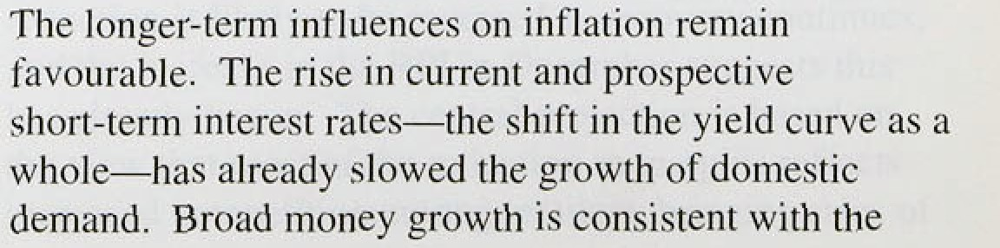 The longer-term influences on inflation remain
favourable.  The rise in current and prospective
short-term interest rates—the shift in the yield curve as a
whole—has already slowed the growth of domestic
demand.  Broad money growth is consistent with the